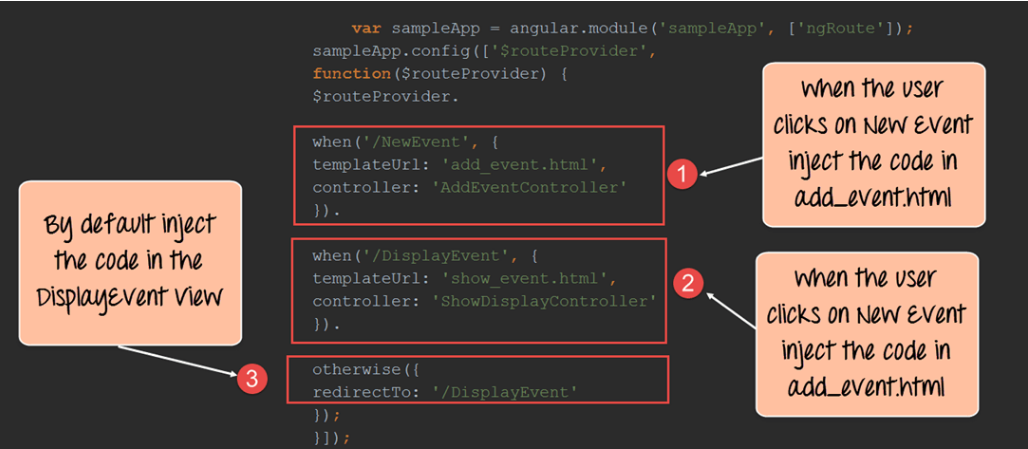 var sampleApp = angular.module('sampleApp', ['ngRoute']);
sampleApp.config(['$routeProvider',
function($routeProvider) {
$routeProvider.
when('/NewEvent', {
templateUrl: 'add_event.html',
controller: 'AddEventController'
}).
1
when the user
clicks on New Event
inject the code in
add_event.html
when('/DisplayEvent', {
templateUrl: 'show_event.html',
controller: 'ShowDisplayController'
}).
2
when the user
clicks on New Event
inject the code in
add_event.html
By default inject
the code in the
DisplayEvent View
3
otherwise({
redirectTo: '/DisplayEvent'
});
}]);